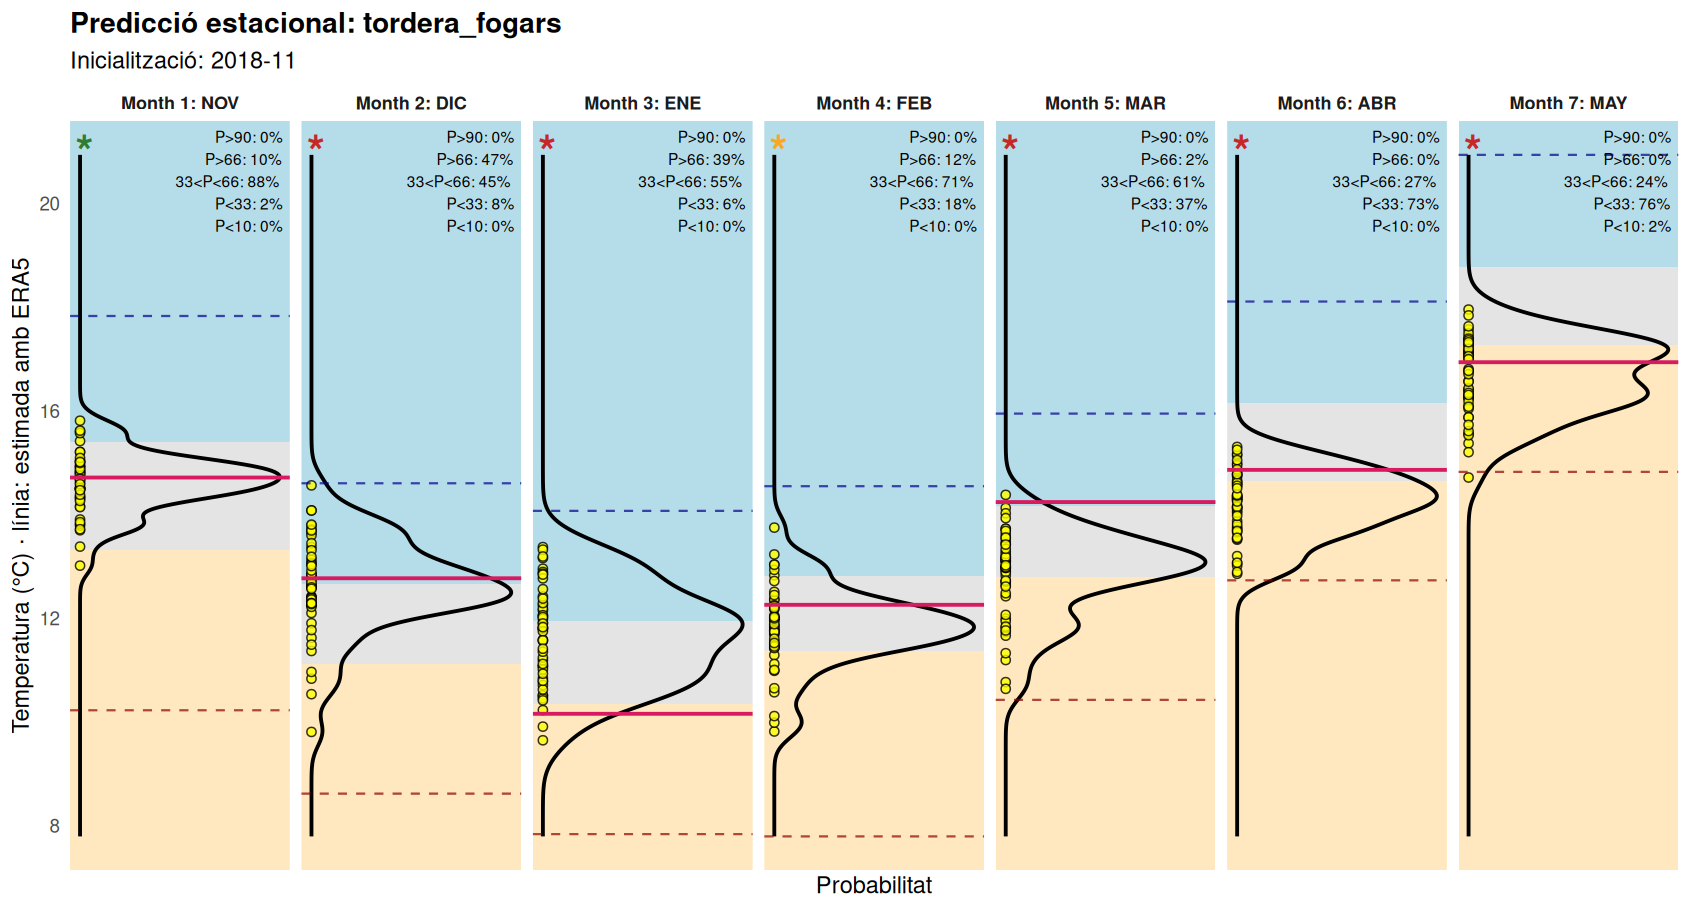 Predicció estacional: tordera_fogars
Inicialització: 2018-11
Month 1: NOV
Month 2: DIC
Month 3: ENE
Month 4: FEB
Month 5: MAR
Month 6: ABR
Month 7: MAY
*
P>90: 0%
P>66: 10%
33<P<66: 88%
P<33: 2%
P<10: 0%
*
P>90: 0%
P>66: 47%
33<P<66: 45%
P<33: 8%
P<10: 0%
*
P>90: 0%
P>66: 39%
33<P<66: 55%
P<33: 6%
P<10: 0%
*
P>90: 0%
P>66: 12%
33<P<66: 71%
P<33: 18%
P<10: 0%
*
P>90: 0%
P>66: 2%
33<P<66: 61%
P<33: 37%
P<10: 0%
*
P>90: 0%
P>66: 0%
33<P<66: 27%
P<33: 73%
P<10: 0%
*
P>90: 0%
P>66: 0%
33<P<66: 24%
P<33: 76%
P<10: 2%
20
16
12
8
Temperatura (°C) · línia: estimada amb ERA5
Probabilitat